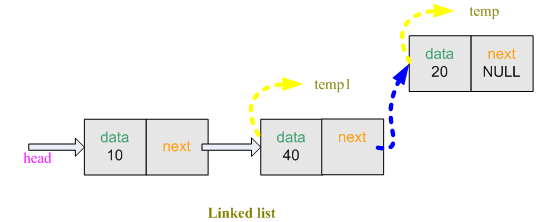 temp
data next
20 NULL
temp1
data next
10
data next
40
head
Linked list